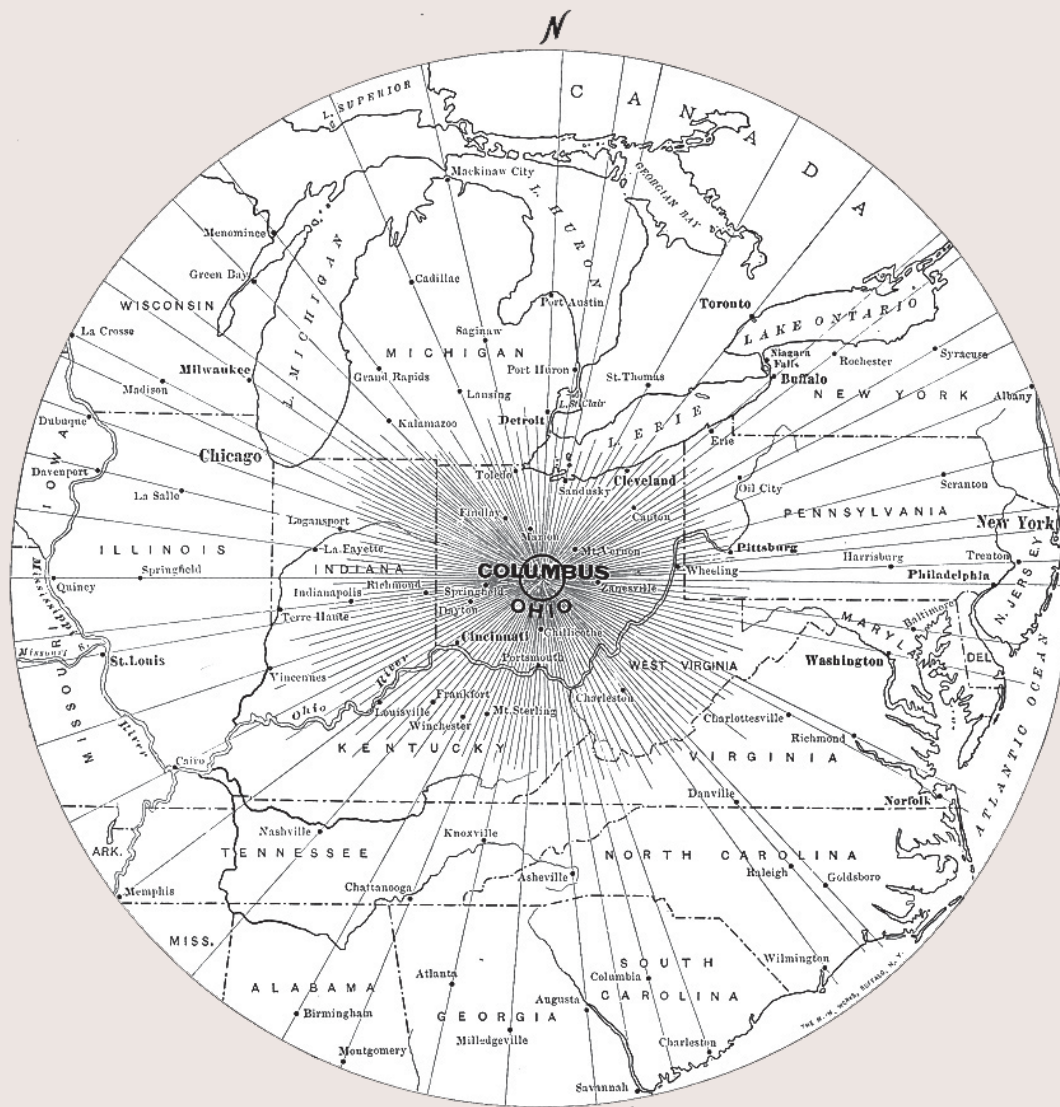 N
C A N A D A
L. SUPERIOR
GEORGIAN BAY
Mackinaw City
L. HURON
Menominee
Green Bay
L. MICHIGAN
Cadillac
WISCONSIN
Port Austin
Toronto
LAKE ONTARIO
La Crosse
Saginaw
MICHIGAN
Niagara
Falls
Rochester
Syracuse
Milwaukee
Madison
Grand Rapids
Port Huron
St. Thomas
Buffalo
Lansing
NEW YORK
Albany
L. St. Clair
Dubuque
Kalamazoo
Detroit
L. ERIE
Erie
IOWA
Chicago
Davenport
Toledo
Cleveland
Oil City
Scranton
La Salle
Sandusky
Findlay
Canton
PENNSYLVANIA
New York
Logansport
Marion
ILLINOIS
La Fayette
Mt. Vernon
Pittsburg
INDIANA
Wheeling
Harrisburg
Trenton
Quincy
Springfield
Richmond
COLUMBUS
OHIO
Zanesville
Philadelphia
Mississippi
Indianapolis
Springfield
Dayton
N. JERSEY
Terre Haute
Baltimore
MARYL
Cincinnati
Chillicothe
Missouri R.
St. Louis
Portsmouth
WEST VIRGINIA
Washington
DEL.
Vincennes
Ohio River
Frankfort
Charleston
MISSOURI
River
Louisville
Winchester
Mt. Sterling
Charlottesville
Richmond
KENTUCKY
VIRGINIA
ATLANTIC OCEAN
Cairo
Danville
Norfolk
Nashville
Knoxville
ARK.
TENNESSEE
NORTH CAROLINA
Asheville
Raleigh
Goldsboro
Memphis
Chattanooga
MISS.
Wilmington
Atlanta
SOUTH
Columbia
CAROLINA
ALABAMA
Augusta
Birmingham
GEORGIA
Milledgeville
Charleston
Montgomery
Savannah
THE M.-N. WORKS, BUFFALO, N. Y.